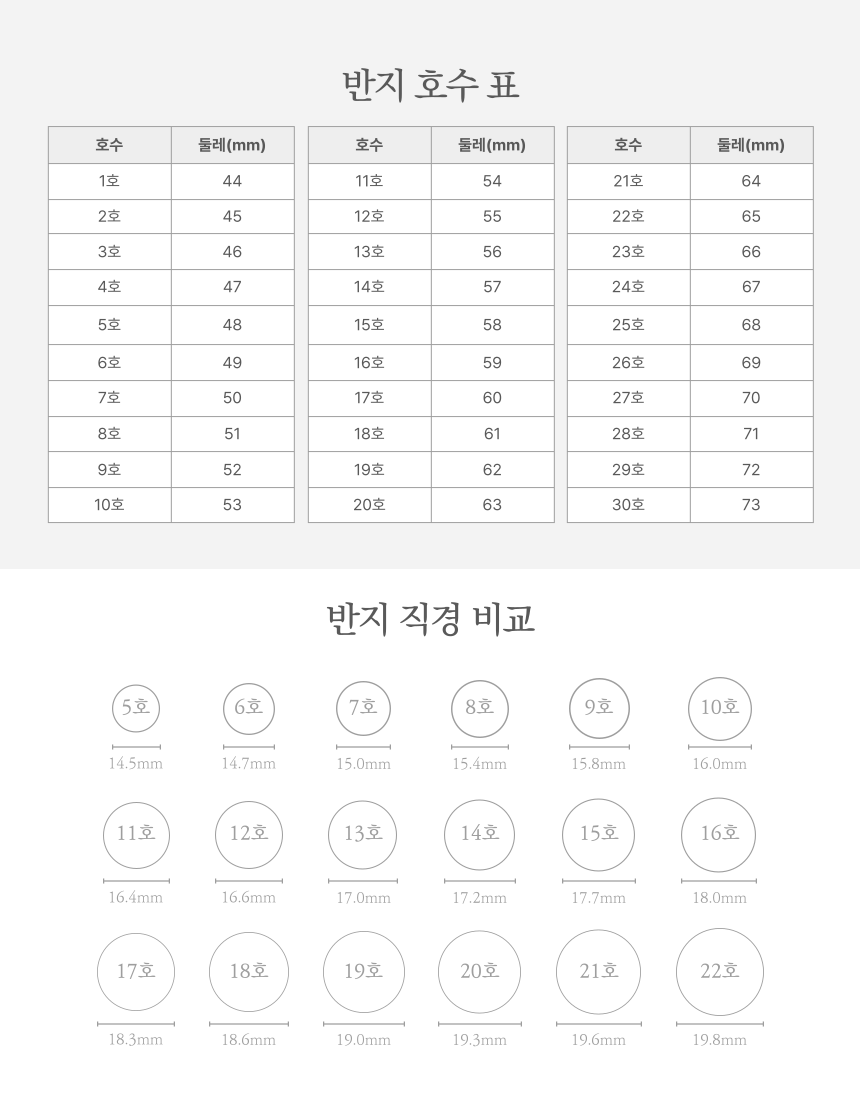 반지 호수 표
호수 둘레(mm) 호수 둘레(mm) 호수 둘레(mm)
1호 44 11호 54 21호 64
2호 45 12호 55 22호 65
3호 46 13호 56 23호 66
4호 47 14호 57 24호 67
5호 48 15호 58 25호 68
6호 49 16호 59 26호 69
7호 50 17호 60 27호 70
8호 51 18호 61 28호 71
9호 52 19호 62 29호 72
10호 53 20호 63 30호 73
반지 직경 비교
5호 6호 7호 8호 9호 10호
14.5mm 14.7mm 15.0mm 15.4mm 15.8mm 16.0mm
11호 12호 13호 14호 15호 16호
16.4mm 16.6mm 17.0mm 17.2mm 17.7mm 18.0mm
17호 18호 19호 20호 21호 22호
18.3mm 18.6mm 19.0mm 19.3mm 19.6mm 19.8mm